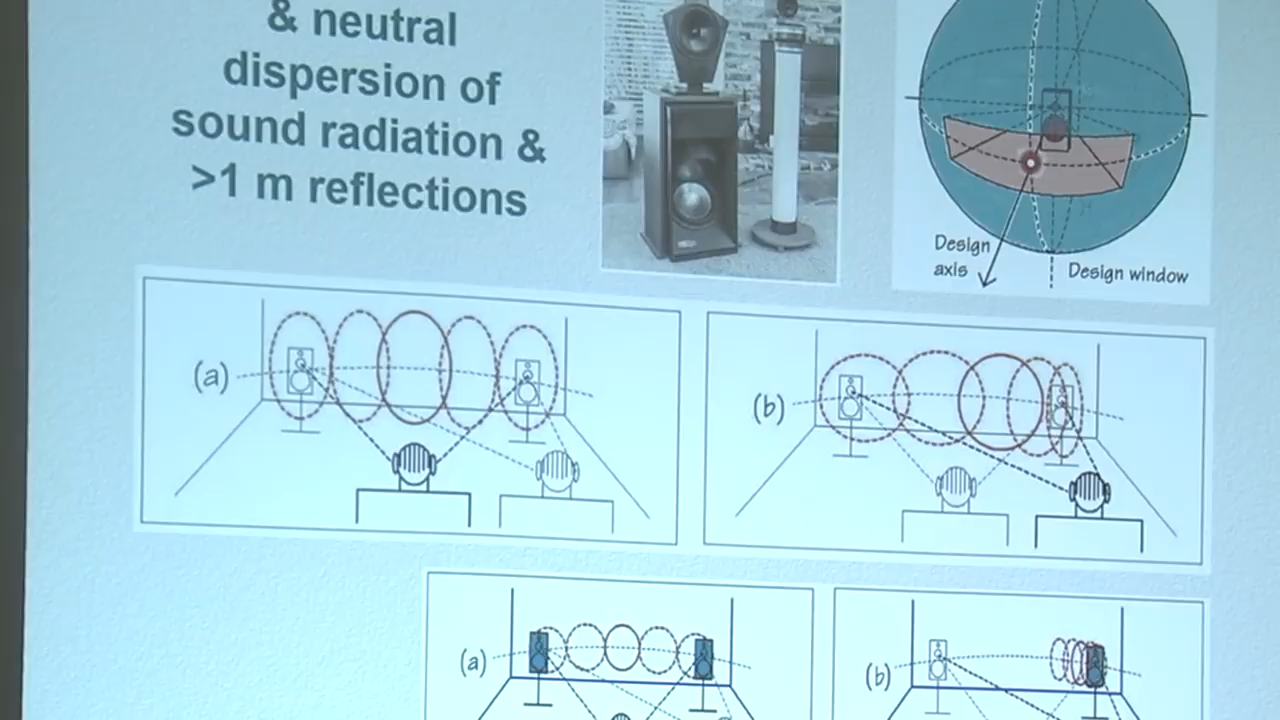 & neutral
dispersion of
sound radiation &
>1 m reflections
Design
axis
Design window
(a)
(b)
(a)
(b)